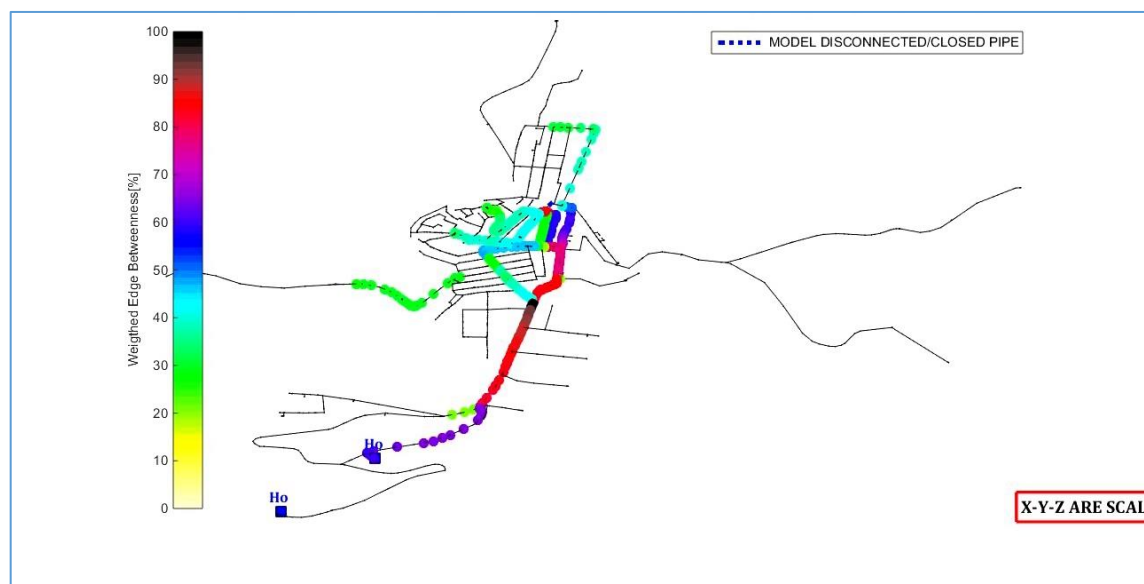 100
90
80
70
60
50
40
30
20
10
0
Weigthed Edge Betweenness[%]
MODEL DISCONNECTED/CLOSED PIPE
Ho
Ho
X-Y-Z ARE SCAL